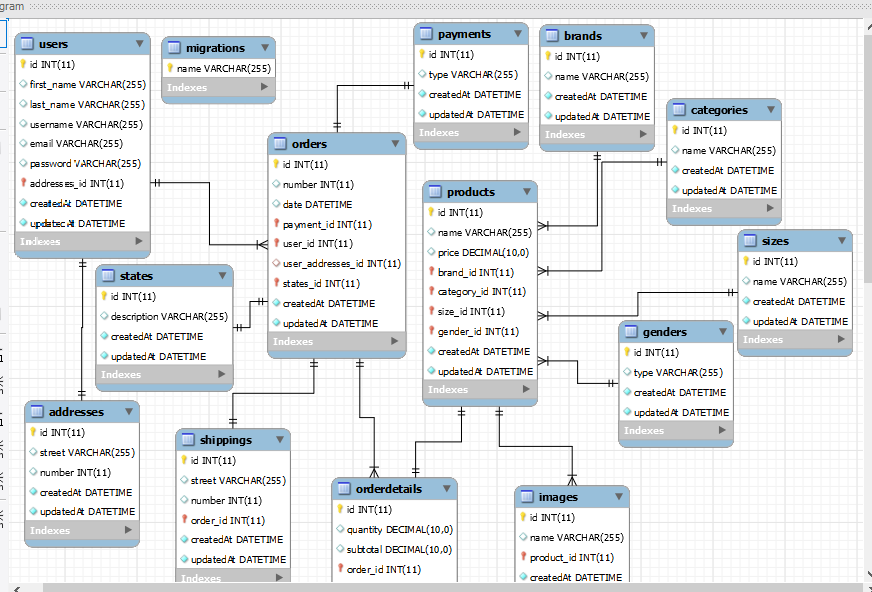 gram
users
id INT(11)
first_name VARCHAR(255)
last_name VARCHAR(255)
username VARCHAR(255)
email VARCHAR(255)
password VARCHAR(255)
addresses_id INT(11)
createdAt DATETIME
updatedAt DATETIME
Indexes
migrations
name VARCHAR(255)
Indexes
payments
id INT(11)
type VARCHAR(255)
createdAt DATETIME
updatedAt DATETIME
Indexes
brands
id INT(11)
name VARCHAR(255)
createdAt DATETIME
updatedAt DATETIME
Indexes
categories
id INT(11)
name VARCHAR(255)
createdAt DATETIME
updatedAt DATETIME
Indexes
orders
id INT(11)
number INT(11)
date DATETIME
payment_id INT(11)
user_id INT(11)
user_addresses_id INT(11)
states_id INT(11)
createdAt DATETIME
updatedAt DATETIME
Indexes
products
id INT(11)
name VARCHAR(255)
price DECIMAL(10,0)
brand_id INT(11)
category_id INT(11)
size_id INT(11)
gender_id INT(11)
createdAt DATETIME
updatedAt DATETIME
Indexes
sizes
id INT(11)
name VARCHAR(255)
createdAt DATETIME
updatedAt DATETIME
Indexes
states
id INT(11)
description VARCHAR(255)
createdAt DATETIME
updatedAt DATETIME
Indexes
genders
id INT(11)
type VARCHAR(255)
createdAt DATETIME
updatedAt DATETIME
Indexes
addresses
id INT(11)
street VARCHAR(255)
number INT(11)
createdAt DATETIME
updatedAt DATETIME
Indexes
shippings
id INT(11)
street VARCHAR(255)
number INT(11)
order_id INT(11)
createdAt DATETIME
updatedAt DATETIME
Indexes
orderdetails
id INT(11)
quantity DECIMAL(10,0)
subtotal DECIMAL(10,0)
order_id INT(11)
images
id INT(11)
name VARCHAR(255)
product_id INT(11)
createdAt DATETIME